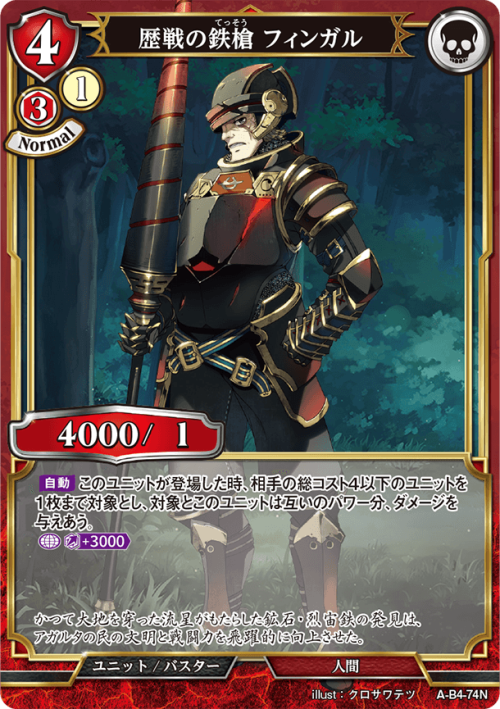 4
てっそう
歴戦の鉄槍 フィンガル
3
1
Normal
4000/ 1
自動 このユニットが登場した時、相手の総コスト4以下のユニットを
1枚まで対象とし、対象とこのユニットは互いのパワー分、ダメージを
与えあう。
+3000
かつて大地を穿った流星がもたらした鉱石・烈宙鉄の発見は、
アガルタの民の文明と戦闘力を飛躍的に向上させた。
ユニット / バスター
人間
illust : クロサワテツ
A-B4-74N